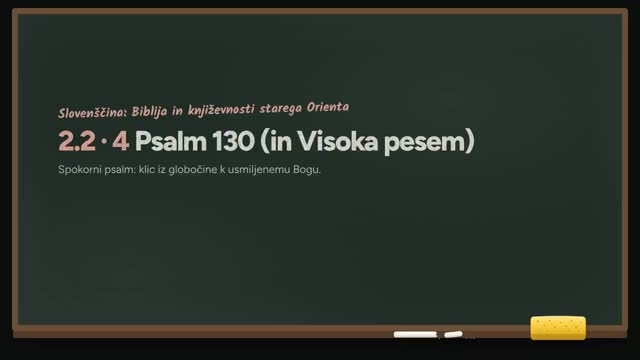 Slovenščina: Biblija in književnosti starega Orienta
2.2 · 4 Psalm 130 (in Visoka pesem)
Spokorni psalm: klic iz globočine k usmiljenemu Bogu.